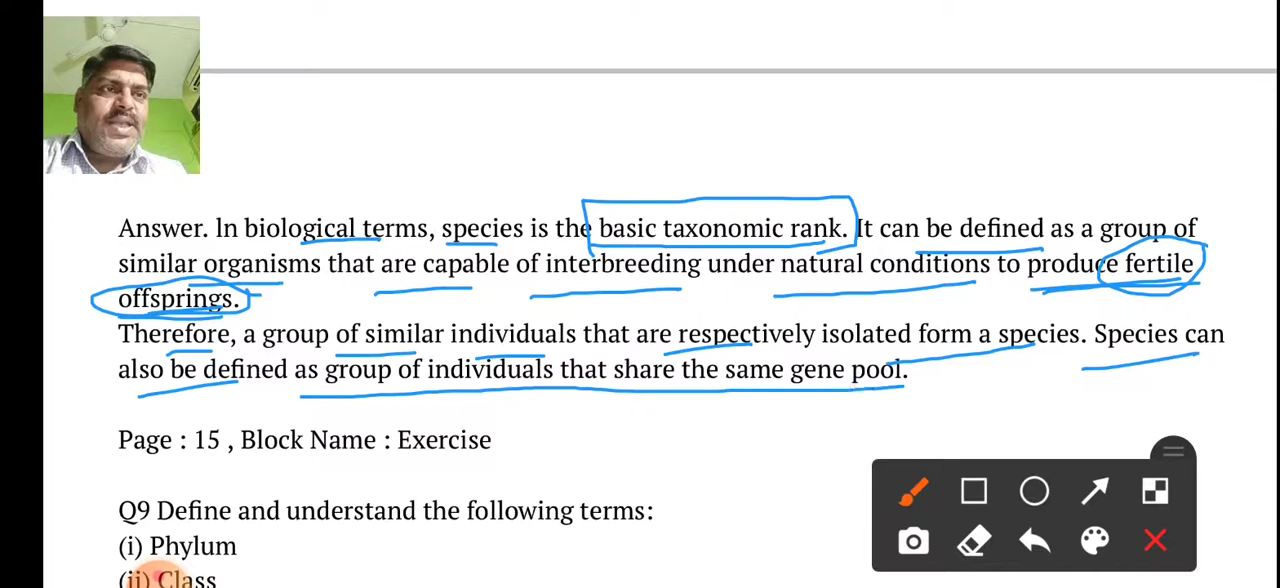 Answer. In biological terms, species is the basic taxonomic rank. It can be defined as a group of
similar organisms that are capable of interbreeding under natural conditions to produce fertile
offsprings.
Therefore, a group of similar individuals that are respectively isolated form a species. Species can
also be defined as group of individuals that share the same gene pool.
Page : 15 , Block Name : Exercise
Q9 Define and understand the following terms:
(i) Phylum
(ii) Class